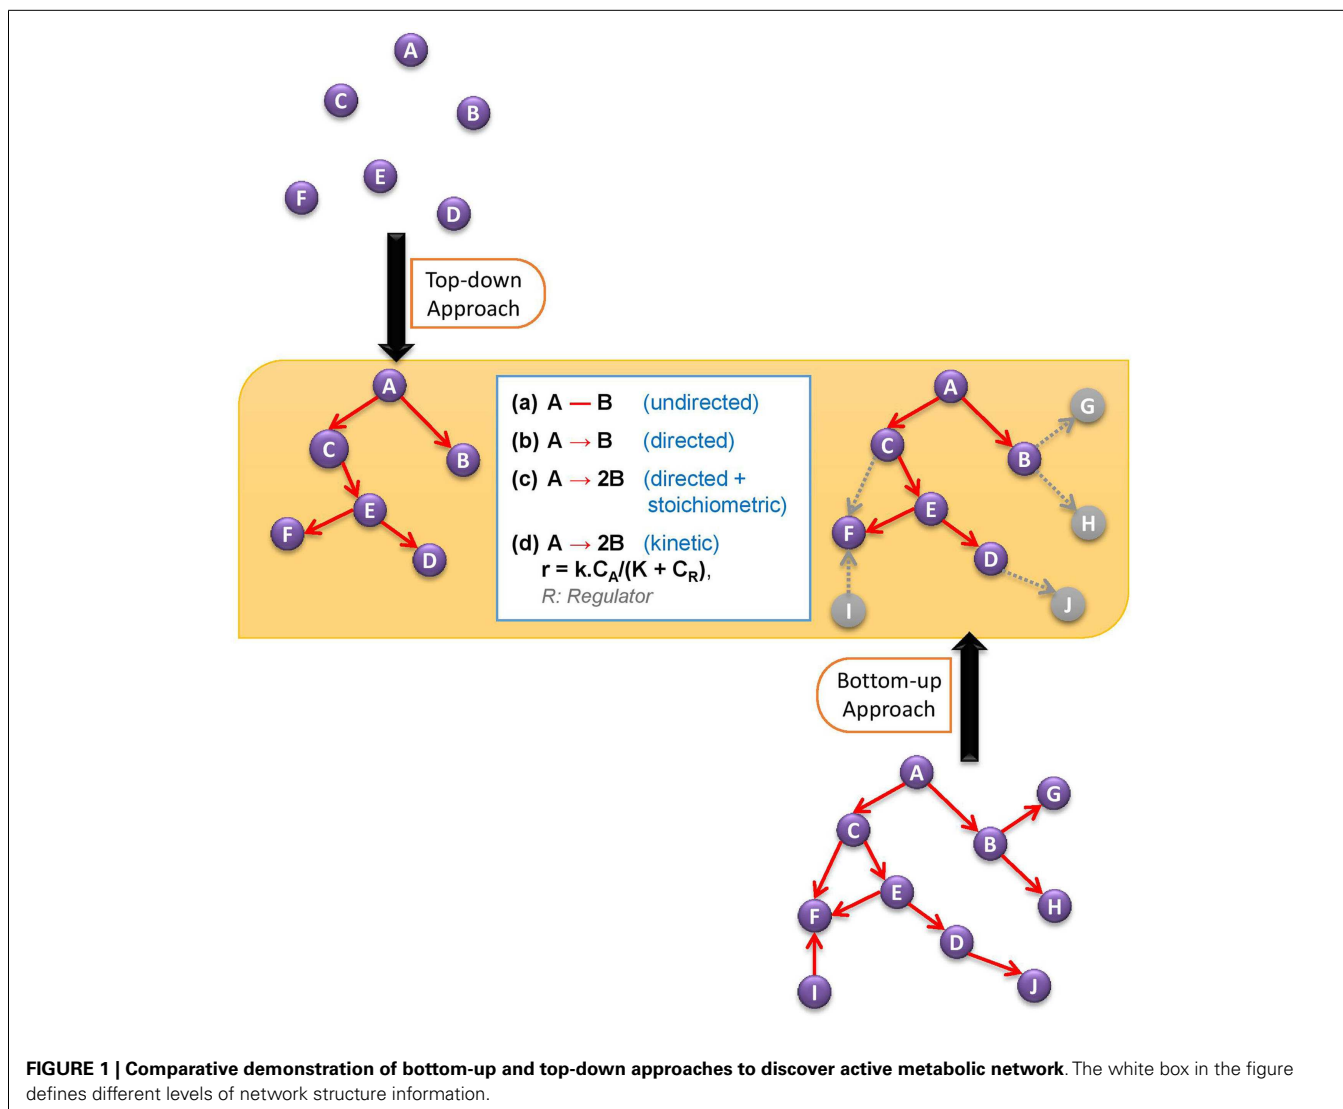 A
C
B
E
F
D
Top-down
Approach
A
C
B
E
F
D
(a) A — B (undirected)
(b) A → B (directed)
(c) A → 2B (directed +
stoichiometric)
(d) A → 2B (kinetic)
r = k.C_A/(K + C_R),
R: Regulator
A
G
C
B
E
H
F
D
I
J
Bottom-up
Approach
A
G
C
B
E
H
F
D
I
J
FIGURE 1 | Comparative demonstration of bottom-up and top-down approaches to discover active metabolic network. The white box in the figure
defines different levels of network structure information.